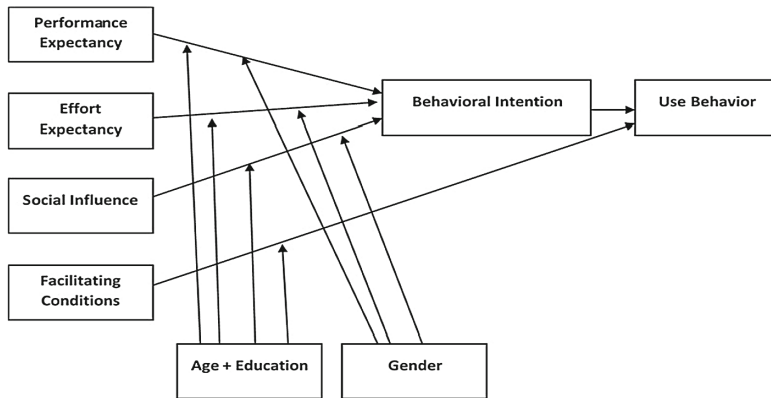 Performance
Expectancy
Effort
Expectancy
Social Influence
Facilitating
Conditions
Behavioral Intention
Use Behavior
Age + Education
Gender